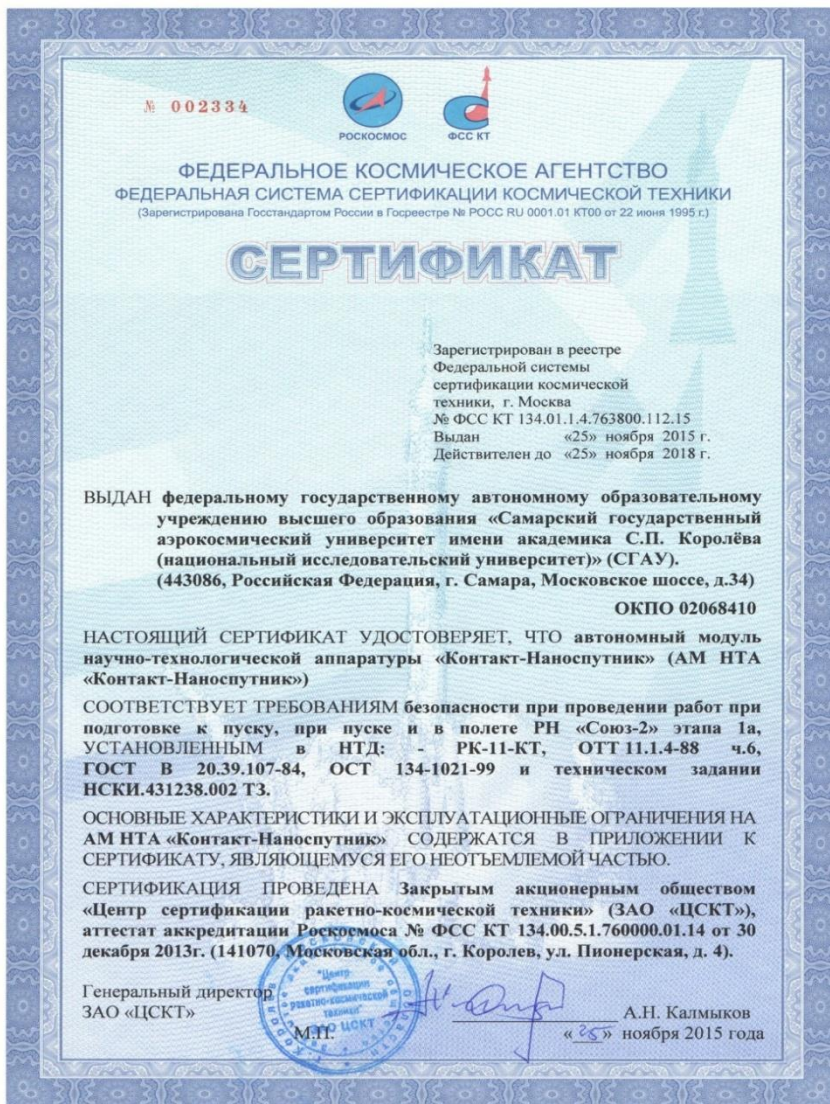 № 002334
РОСКОСМОС
ФСС КТ
ФЕДЕРАЛЬНОЕ КОСМИЧЕСКОЕ АГЕНТСТВО
ФЕДЕРАЛЬНАЯ СИСТЕМА СЕРТИФИКАЦИИ КОСМИЧЕСКОЙ ТЕХНИКИ
(Зарегистрирована Госстандартом России в Госреестре № РОСС RU 0001.01 КТ00 от 22 июня 1995 г.)
СЕРТИФИКАТ
Зарегистрирован в реестре
Федеральной системы
сертификации космической
техники, г. Москва
№ ФСС КТ 134.01.1.4.763800.112.15
Выдан «25» ноября 2015 г.
Действителен до «25» ноября 2018 г.
ВЫДАН федеральному государственному автономному образовательному
учреждению высшего образования «Самарский государственный
аэрокосмический университет имени академика С.П. Королёва
(национальный исследовательский университет)» (СГАУ).
(443086, Российская Федерация, г. Самара, Московское шоссе, д.34)
ОКПО 02068410
НАСТОЯЩИЙ СЕРТИФИКАТ УДОСТОВЕРЯЕТ, ЧТО автономный модуль
научно-технологической аппаратуры «Контакт-Наноспутник» (АМ НТА
«Контакт-Наноспутник»)
СООТВЕТСТВУЕТ ТРЕБОВАНИЯМ безопасности при проведении работ при
подготовке к пуску, при пуске и в полете РН «Союз-2» этапа 1а,
УСТАНОВЛЕННЫМ в НТД: - РК-11-КТ, ОТТ 11.1.4-88 ч.6,
ГОСТ В 20.39.107-84, ОСТ 134-1021-99 и техническом задании
НСКИ.431238.002 ТЗ.
ОСНОВНЫЕ ХАРАКТЕРИСТИКИ И ЭКСПЛУАТАЦИОННЫЕ ОГРАНИЧЕНИЯ НА
АМ НТА «Контакт-Наноспутник» СОДЕРЖАТСЯ В ПРИЛОЖЕНИИ К
СЕРТИФИКАТУ, ЯВЛЯЮЩЕМУСЯ ЕГО НЕОТЪЕМЛЕМОЙ ЧАСТЬЮ.
СЕРТИФИКАЦИЯ ПРОВЕДЕНА Закрытым акционерным обществом
«Центр сертификации ракетно-космической техники» (ЗАО «ЦСКТ»),
аттестат аккредитации Роскосмоса № ФСС КТ 134.00.5.1.760000.01.14 от 30
декабря 2013г. (141070, Московская обл., г. Королев, ул. Пионерская, д. 4).
Генеральный директор
ЗАО «ЦСКТ»
А.Н. Калмыков
М.П.
«25» ноября 2015 года
"Центр
сертификации
ракетно-космической
техники"
ЗАО ЦСКТ